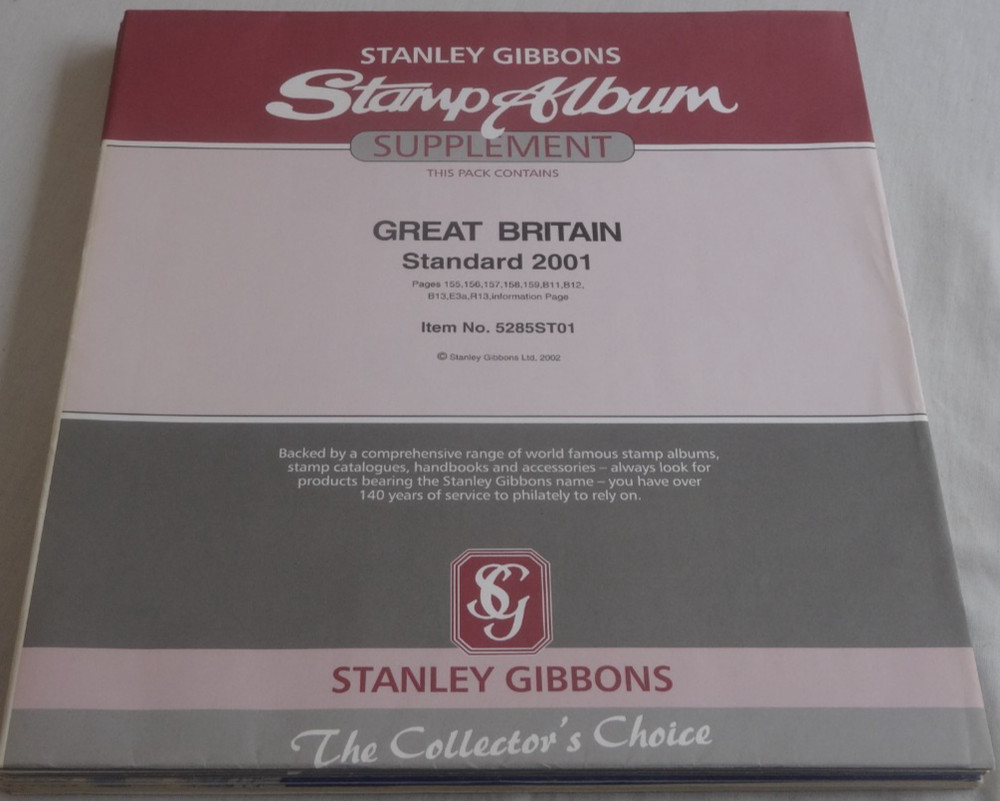 STANLEY GIBBONS
Stamp Album
SUPPLEMENT
THIS PACK CONTAINS
GREAT BRITAIN
Standard 2001
Pages 155,156,157,158,159,B11,B12,
B13,E3a,R13,information Page
Item No. 5285ST01
© Stanley Gibbons Ltd, 2002
Backed by a comprehensive range of world famous stamp albums,
stamp catalogues, handbooks and accessories – always look for
products bearing the Stanley Gibbons name – you have over
140 years of service to philately to rely on.
SG
STANLEY GIBBONS
The Collector's Choice